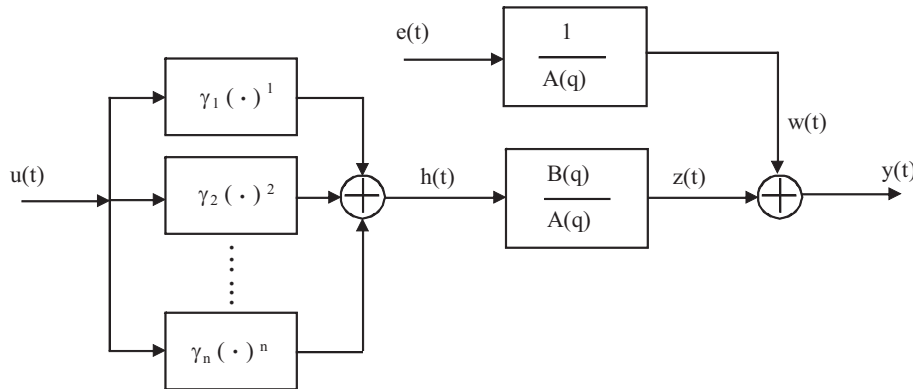 e(t)
1
A(q)
w(t)
u(t)
γ₁(·)¹
γ₂(·)²
γₙ(·)ⁿ
h(t)
B(q)
A(q)
z(t)
y(t)